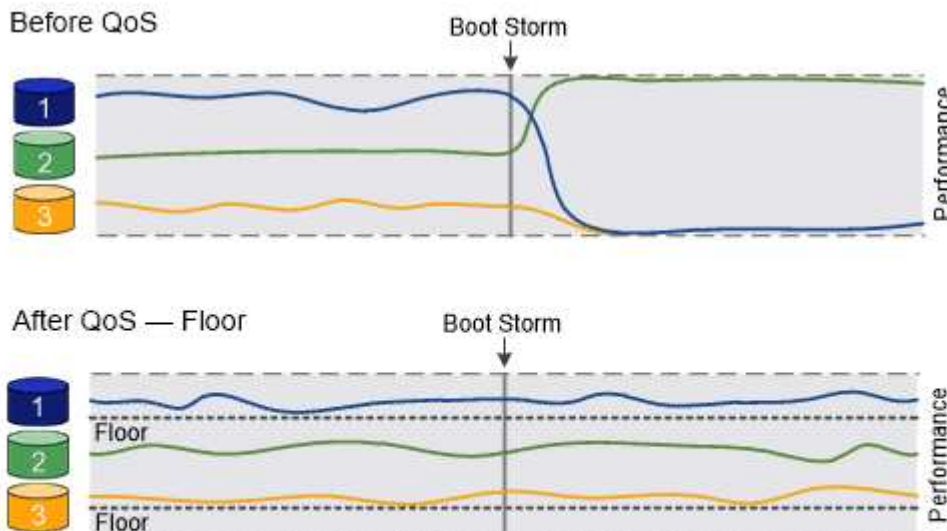 Before QoS
Boot Storm
1
2
3
Performance
After QoS — Floor
Boot Storm
1
Floor
2
3
Floor
Performance